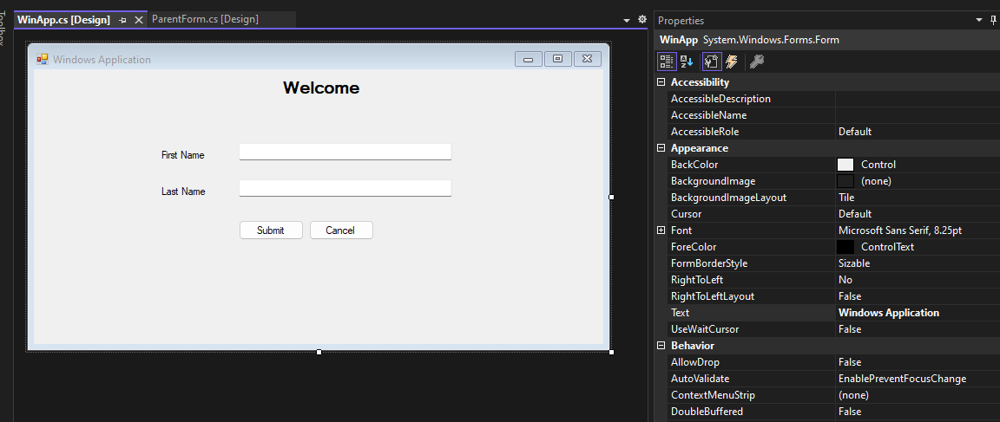 WinApp.cs [Design]
ParentForm.cs [Design]
Toolbox
Windows Application
Welcome
First Name
Last Name
Submit
Cancel
Properties
WinApp System.Windows.Forms.Form
Accessibility
AccessibleDescription
AccessibleName
AccessibleRole Default
Appearance
BackColor Control
BackgroundImage (none)
BackgroundImageLayout Tile
Cursor Default
Font Microsoft Sans Serif, 8.25pt
ForeColor ControlText
FormBorderStyle Sizable
RightToLeft No
RightToLeftLayout False
Text Windows Application
UseWaitCursor False
Behavior
AllowDrop False
AutoValidate EnablePreventFocusChange
ContextMenuStrip (none)
DoubleBuffered False